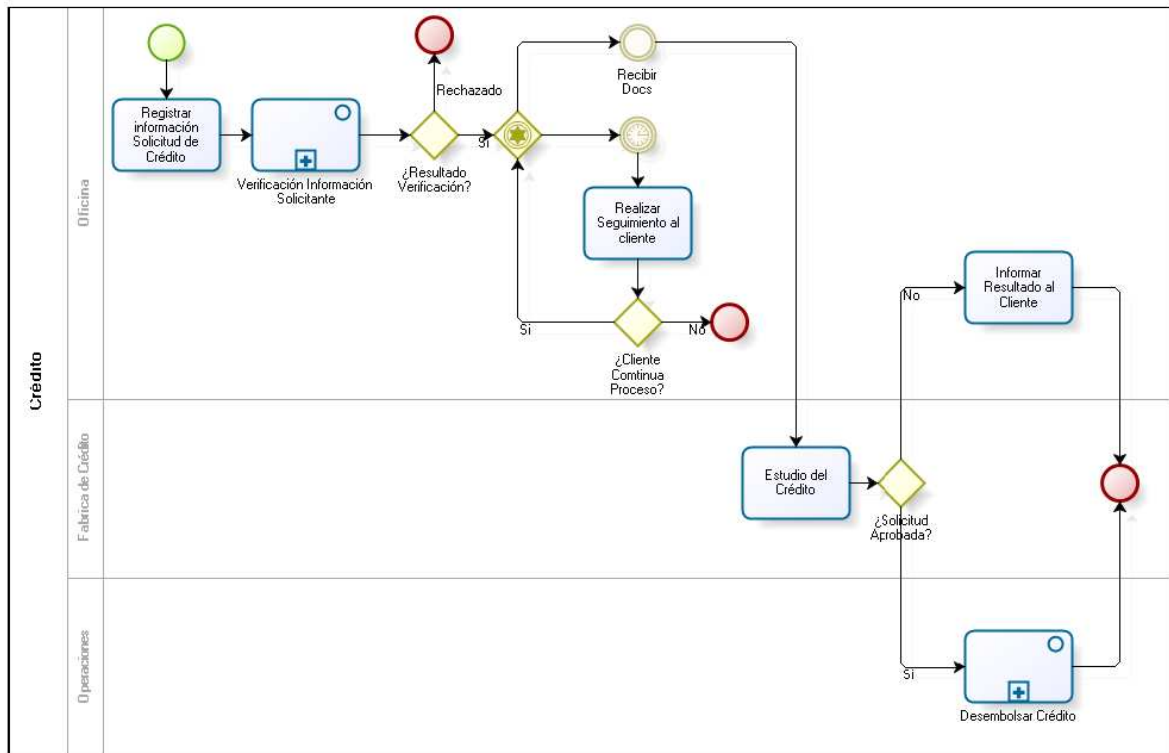 Crédito
Oficina
Fabrica de Crédito
Operaciones
Registrar
información
Solicitud de
Crédito
Verificación Información
Solicitante
Rechazado
¿Resultado
Verificación?
Si
Recibir
Docs
Realizar
Seguimiento al
cliente
Si
No
¿Cliente
Comtinua
Proceso?
Estudio del
Crédito
¿Solicitud
Aprobada?
No
Informar
Resultado al
Cliente
Si
Desembolsar Crédito